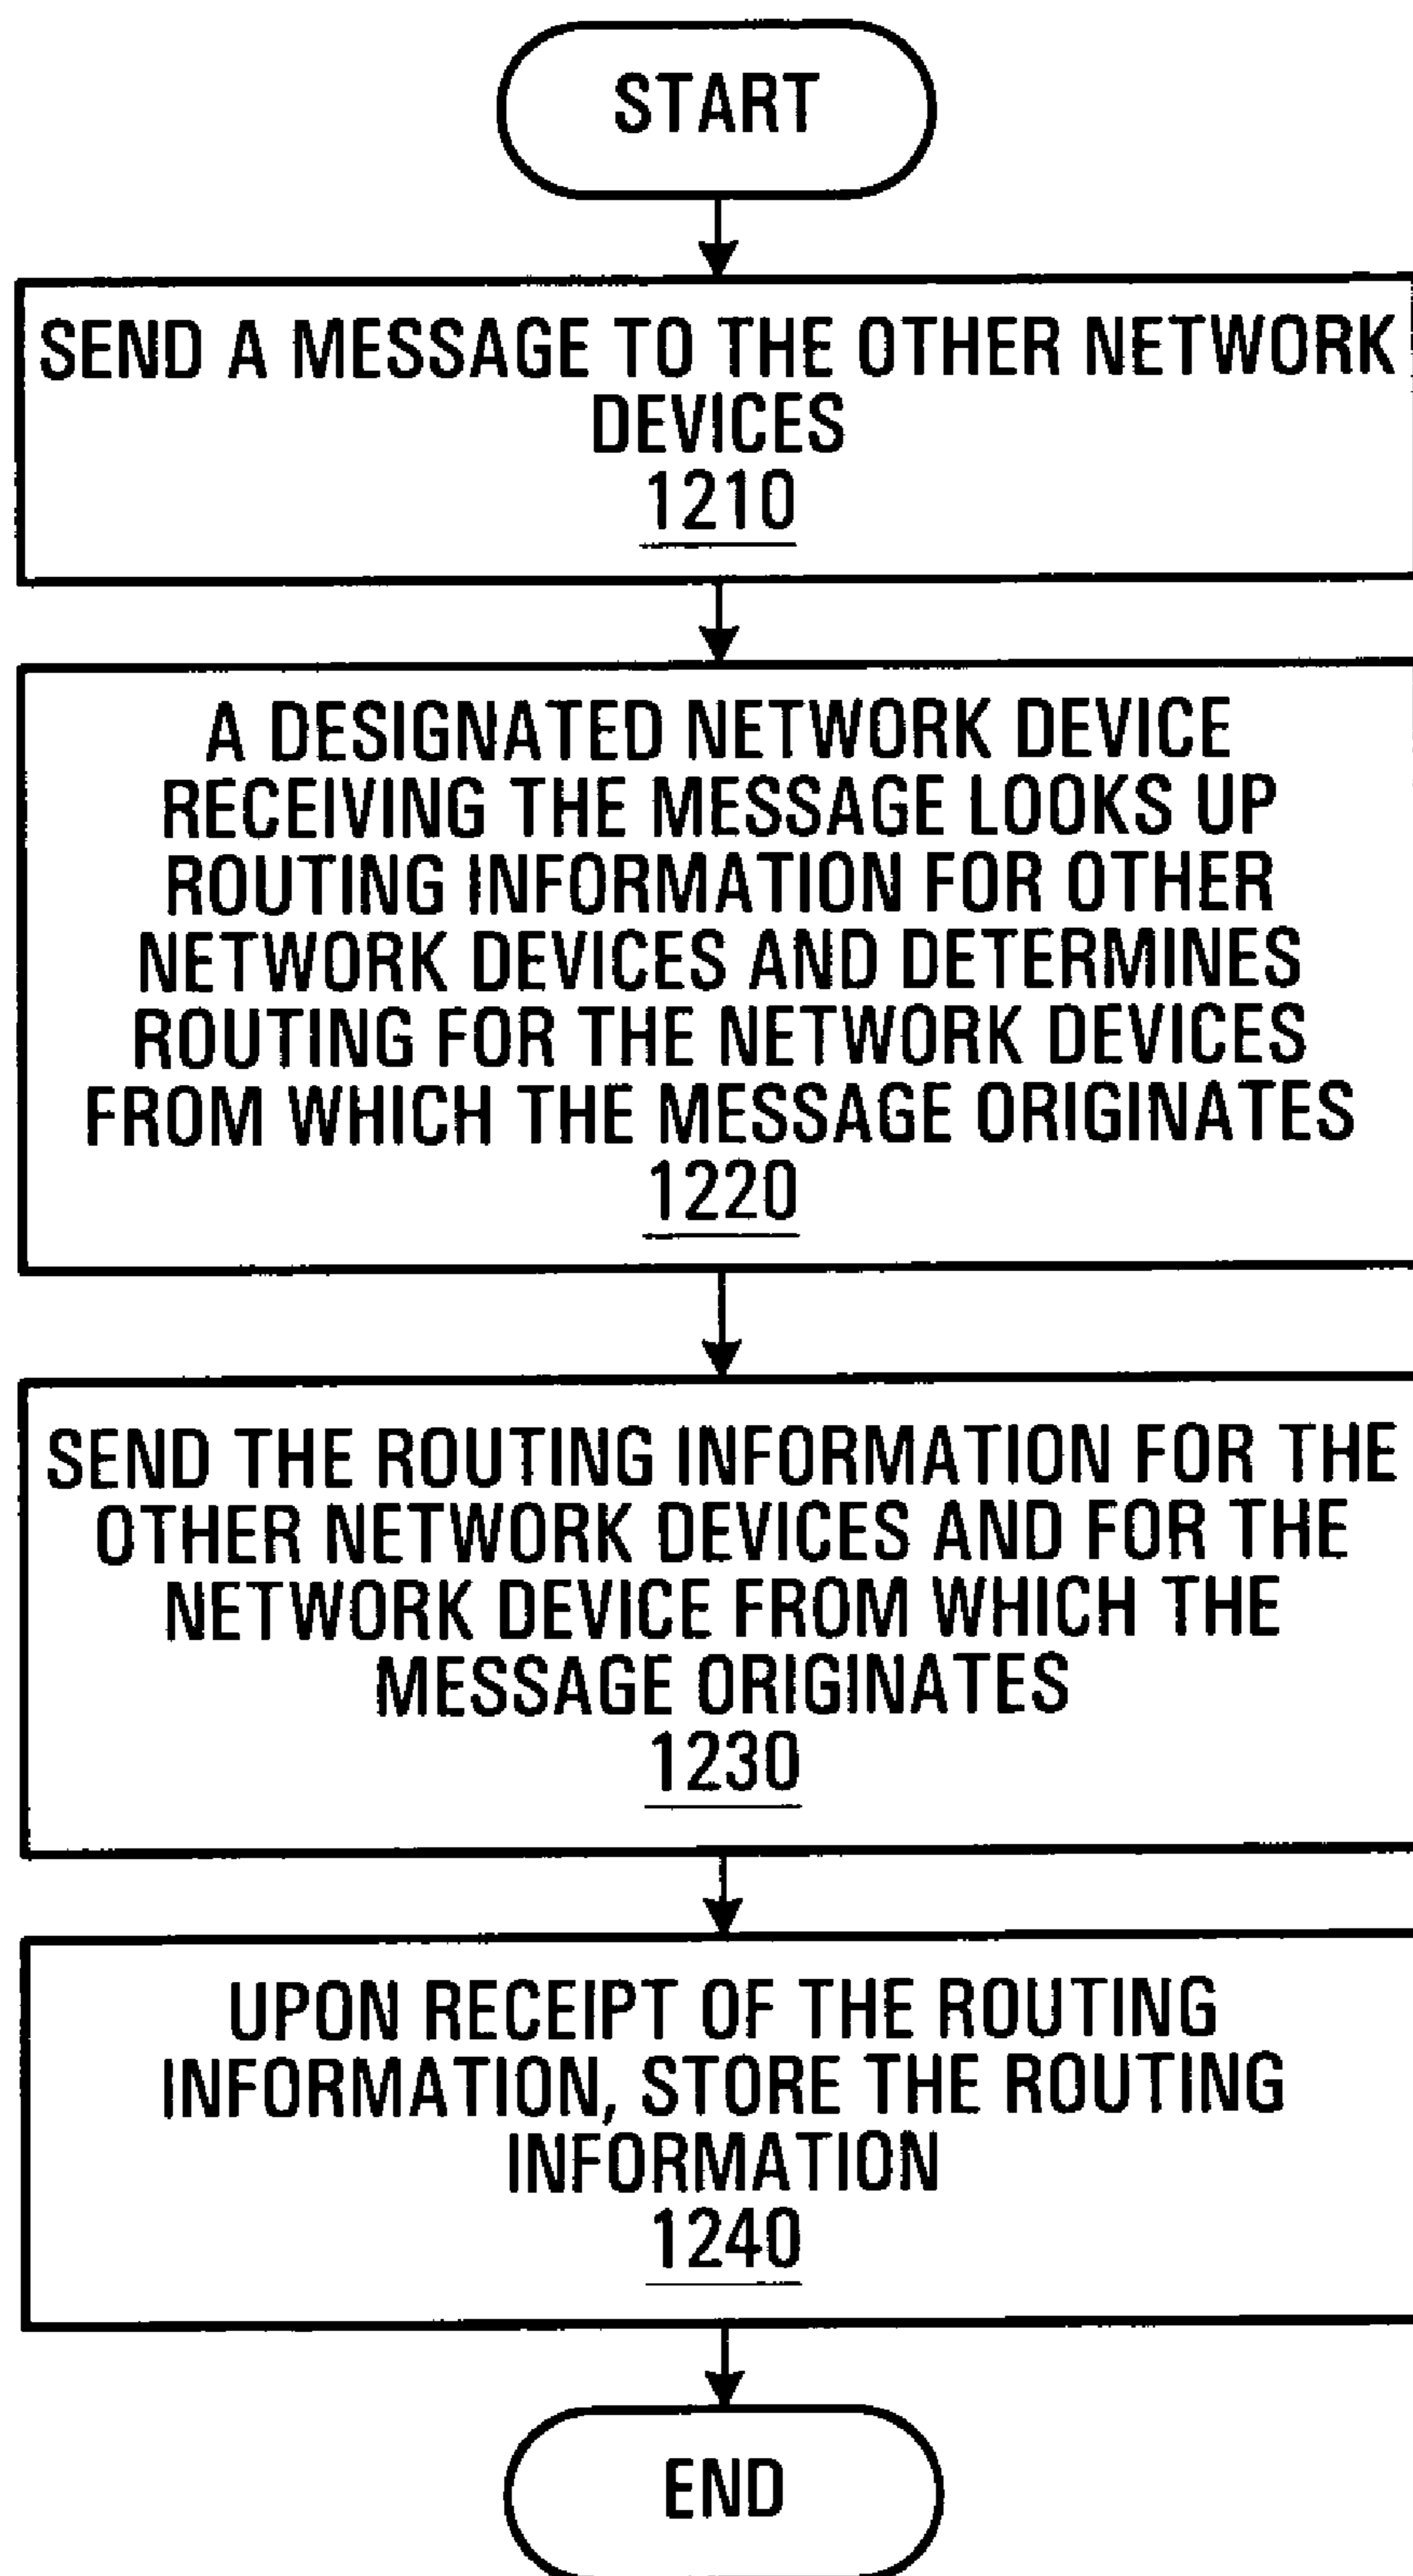 START
SEND A MESSAGE TO THE OTHER NETWORK
DEVICES
1210
A DESIGNATED NETWORK DEVICE
RECEIVING THE MESSAGE LOOKS UP
ROUTING INFORMATION FOR OTHER
NETWORK DEVICES AND DETERMINES
ROUTING FOR THE NETWORK DEVICES
FROM WHICH THE MESSAGE ORIGINATES
1220
SEND THE ROUTING INFORMATION FOR THE
OTHER NETWORK DEVICES AND FOR THE
NETWORK DEVICE FROM WHICH THE
MESSAGE ORIGINATES
1230
UPON RECEIPT OF THE ROUTING
INFORMATION, STORE THE ROUTING
INFORMATION
1240
END